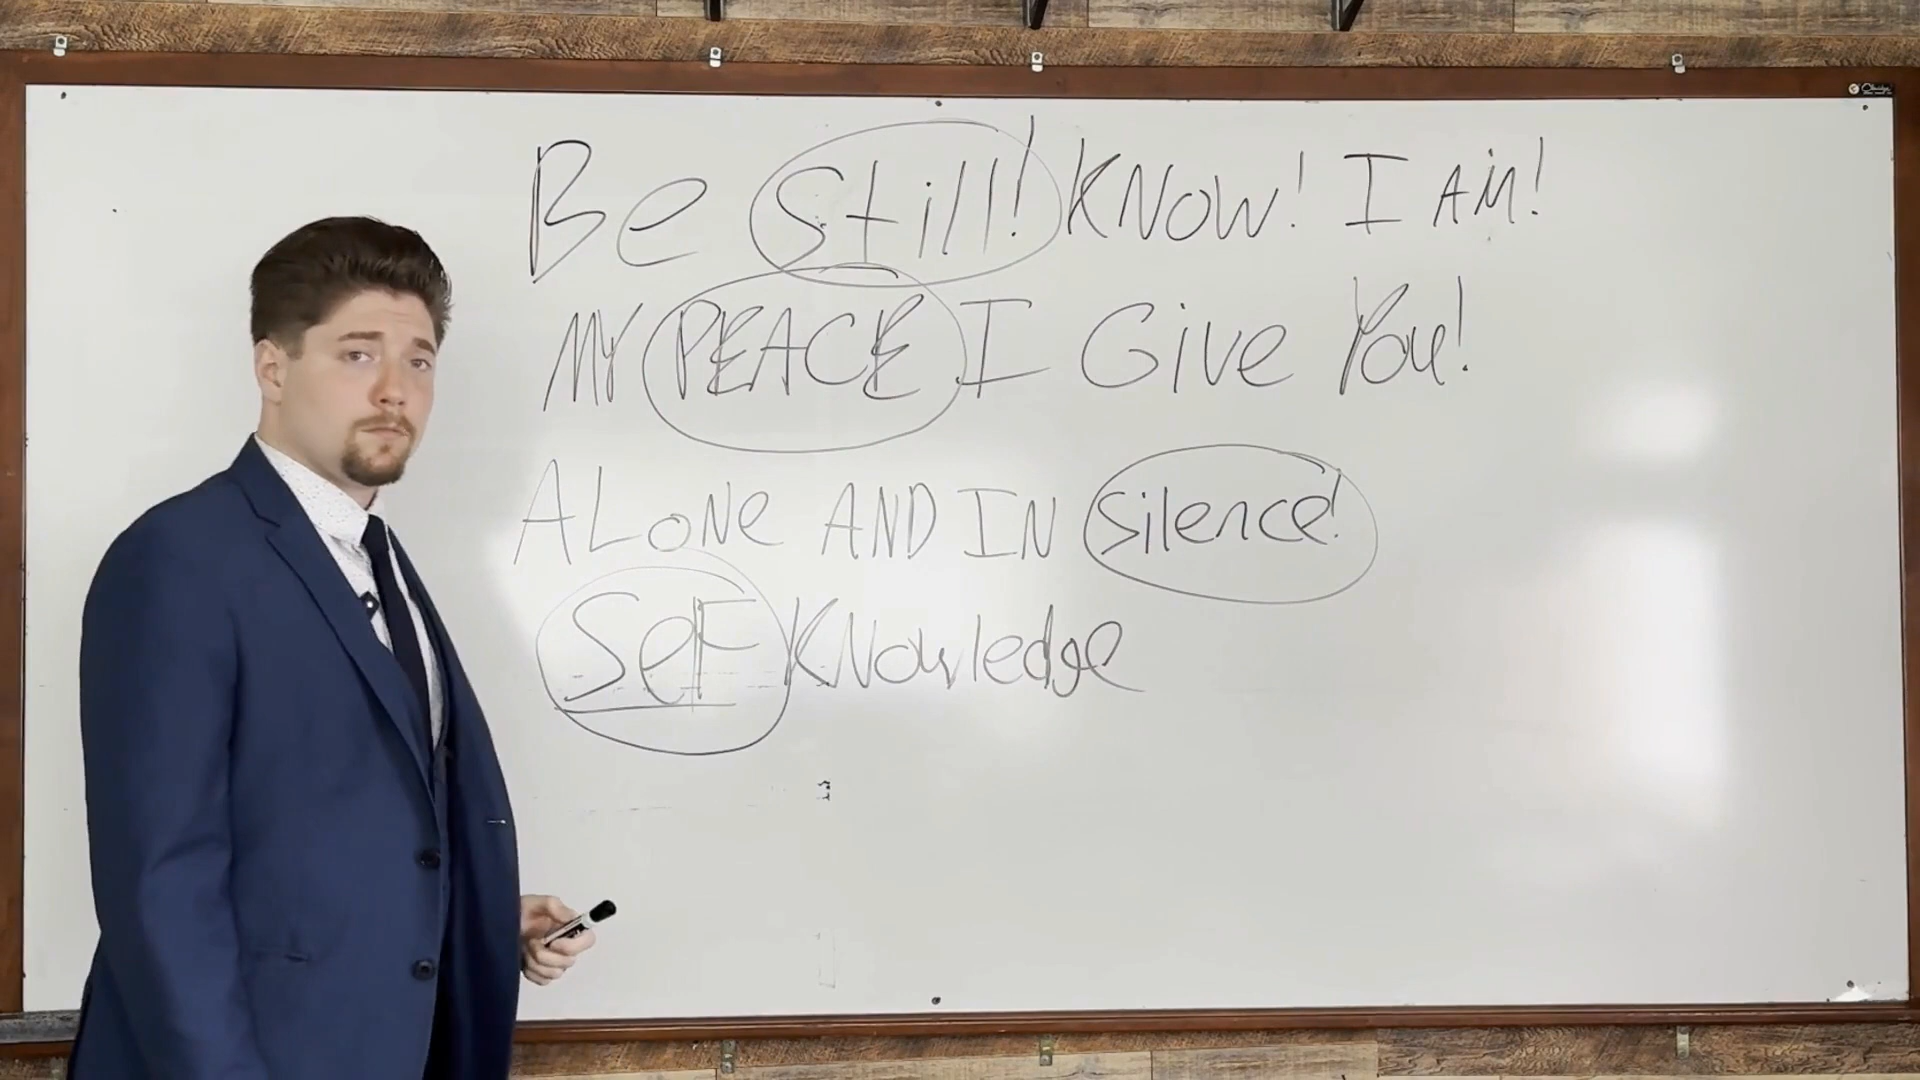 Be Still! KNOW! I AM!
MY PEACE I GIVE YOU!
ALONE AND IN Silence!
SelF KNowledge